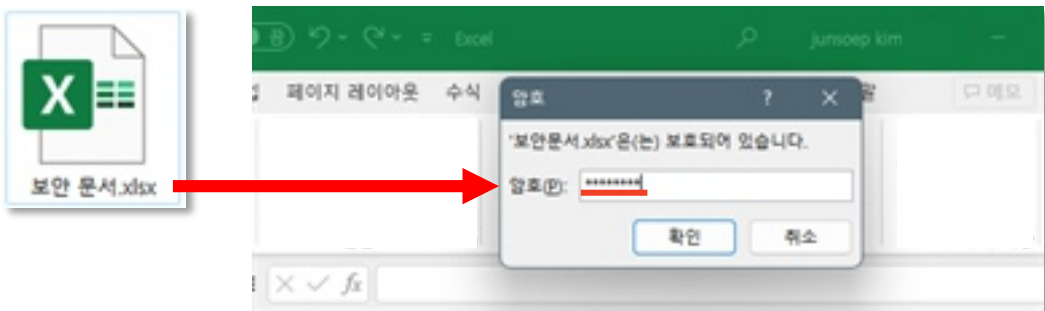 X
보안 문서.xlsx
Excel
junsoep kim
페이지 레이아웃 수식
메모
암호 ? ×
'보안문서.xlsx'은(는) 보호되어 있습니다.
암호(P): ********
확인 취소
fx